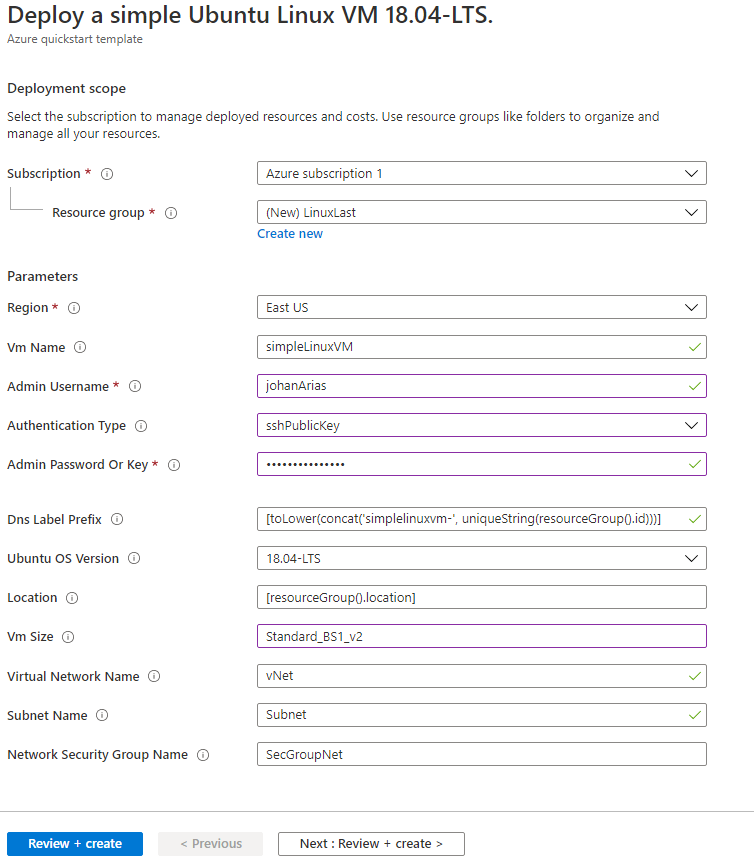 Deploy a simple Ubuntu Linux VM 18.04-LTS.
Azure quickstart template
Deployment scope
Select the subscription to manage deployed resources and costs. Use resource groups like folders to organize and
manage all your resources.
Subscription * Azure subscription 1
Resource group * (New) LinuxLast
Create new
Parameters
Region * East US
Vm Name simpleLinuxVM
Admin Username * johanArias
Authentication Type sshPublicKey
Admin Password Or Key * •••••••••••••••
Dns Label Prefix [toLower(concat('simplelinuxvm-', uniqueString(resourceGroup().id)))]
Ubuntu OS Version 18.04-LTS
Location [resourceGroup().location]
Vm Size Standard_BS1_v2
Virtual Network Name vNet
Subnet Name Subnet
Network Security Group Name SecGroupNet
Review + create < Previous Next : Review + create >